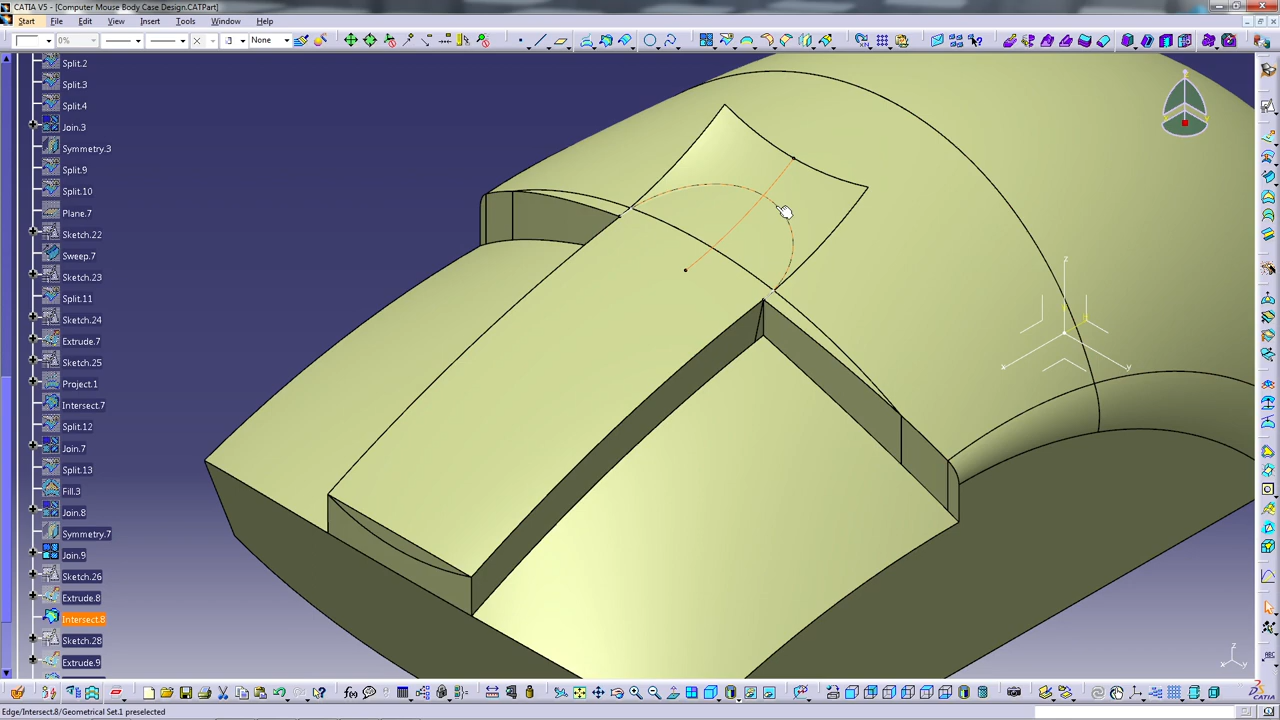 CATIA V5 - [Computer Mouse Body Case Design.CATPart]
Start File Edit View Insert Tools Window Help
0% None
Split.2
Split.3
Split.4
Join.3
Symmetry.3
Split.9
Split.10
Plane.7
Sketch.22
Sweep.7
Sketch.23
Split.11
Sketch.24
Extrude.7
Sketch.25
Project.1
Intersect.7
Split.12
Join.7
Split.13
Fill.3
Join.8
Symmetry.7
Join.9
Sketch.26
Extrude.8
Intersect.8
Sketch.28
Extrude.9
z
x y
z
x y
f(x)
ABC
CATIA
Edge/Intersect.8/Geometrical Set.1 preselected